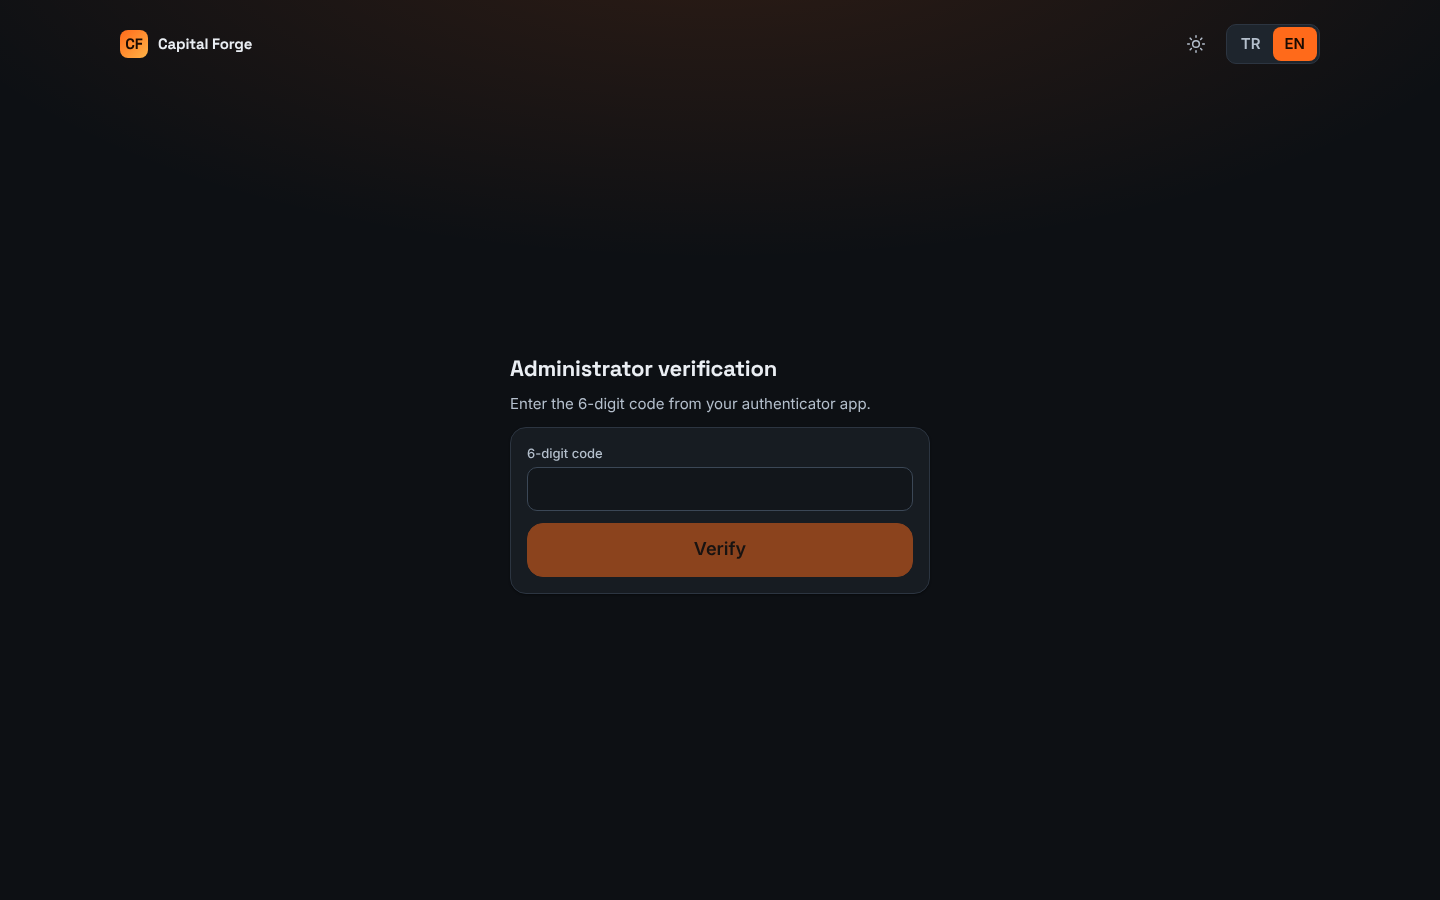 CF Capital Forge
TR EN
Administrator verification
Enter the 6-digit code from your authenticator app.
6-digit code
Verify